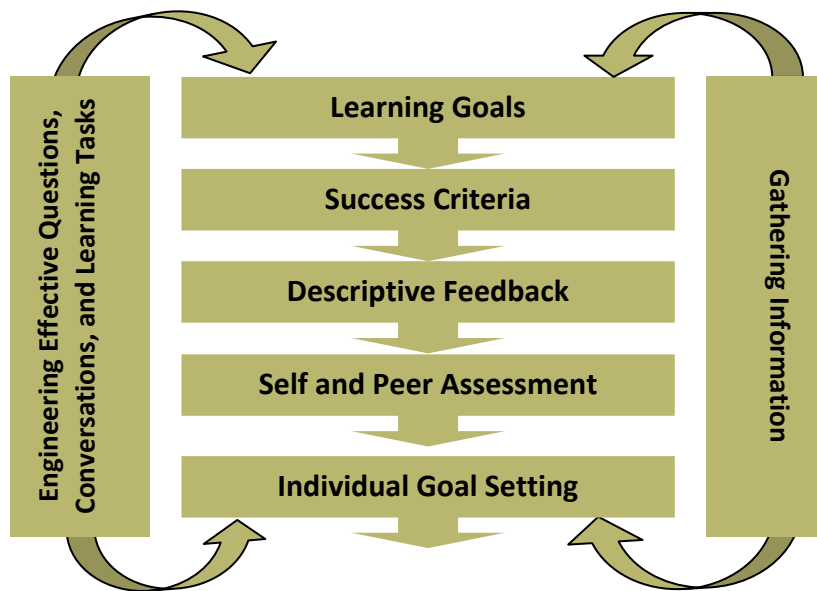 Engineering Effective Questions,
Conversations, and Learning Tasks
Learning Goals
Success Criteria
Descriptive Feedback
Self and Peer Assessment
Individual Goal Setting
Gathering Information